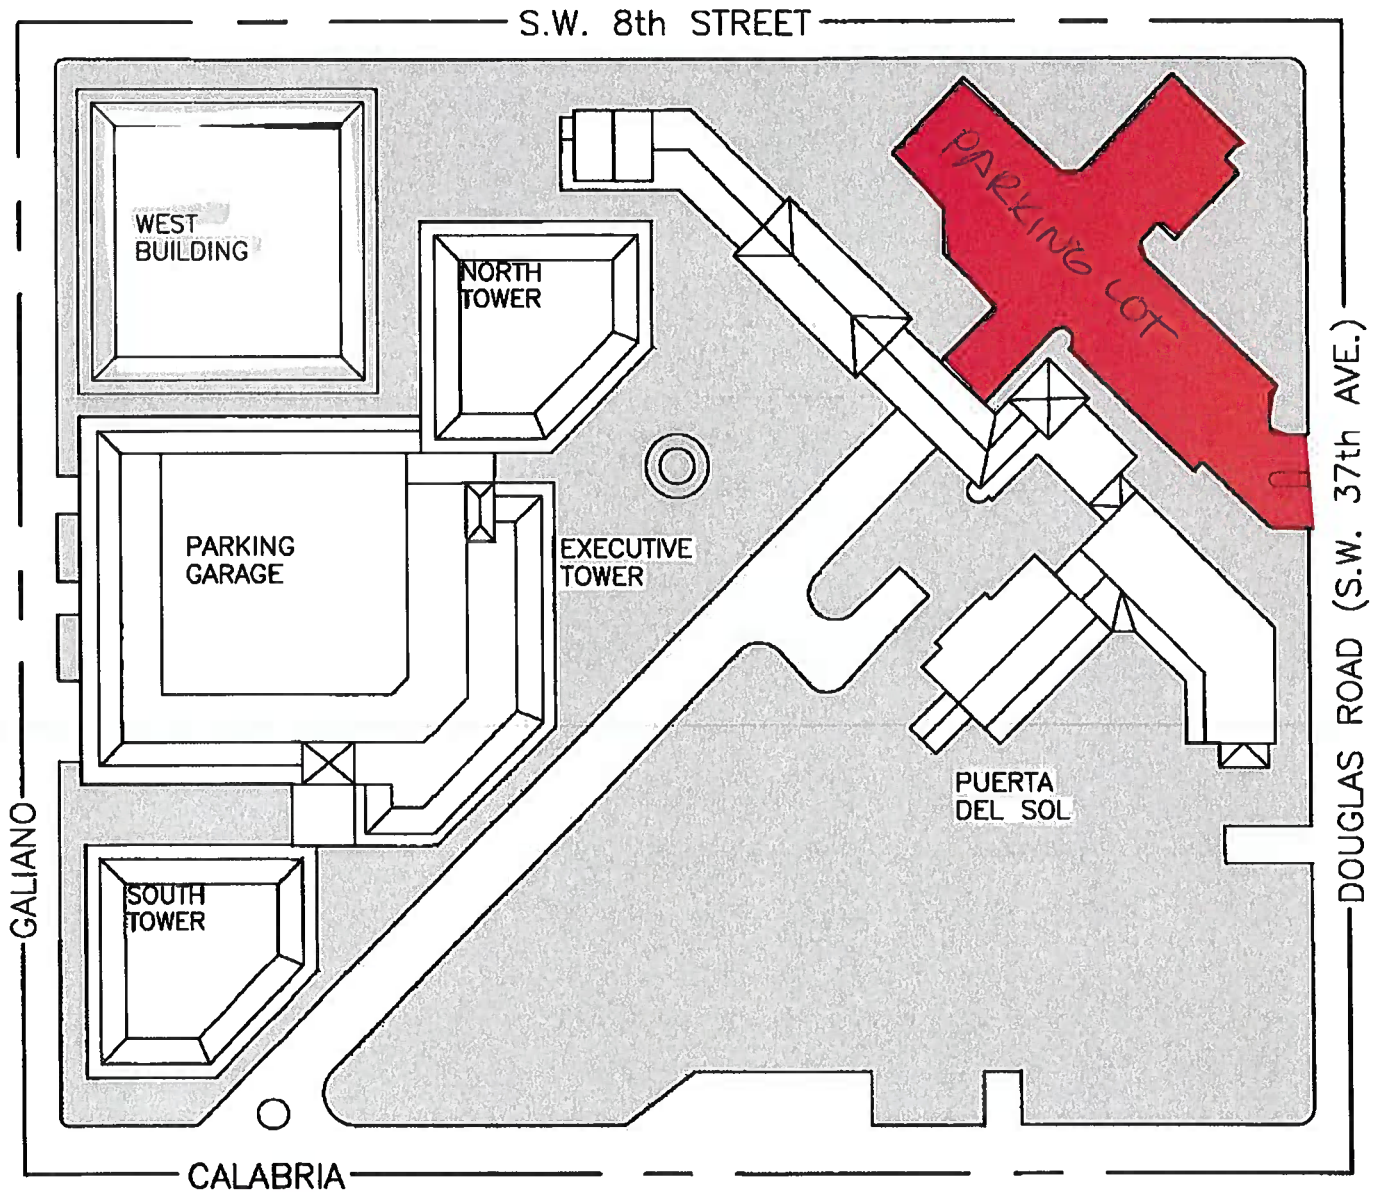 S.W. 8th STREET
PARKING LOT
WEST
BUILDING
NORTH
TOWER
DOUGLAS ROAD (S.W. 37th AVE.)
PARKING
GARAGE
EXECUTIVE
TOWER
PUERTA
DEL SOL
GALIANO
SOUTH
TOWER
CALABRIA